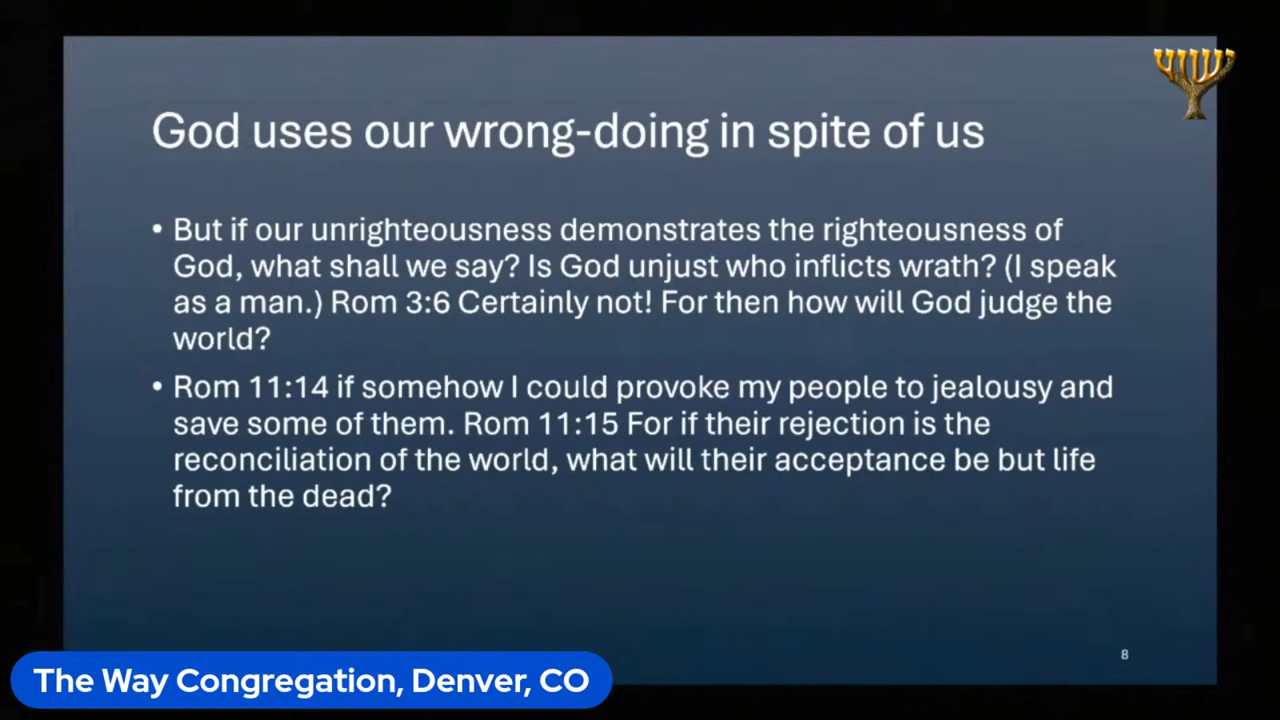 God uses our wrong-doing in spite of us
• But if our unrighteousness demonstrates the righteousness of
God, what shall we say? Is God unjust who inflicts wrath? (I speak
as a man.) Rom 3:6 Certainly not! For then how will God judge the
world?
• Rom 11:14 if somehow I could provoke my people to jealousy and
save some of them. Rom 11:15 For if their rejection is the
reconciliation of the world, what will their acceptance be but life
from the dead?
8
The Way Congregation, Denver, CO